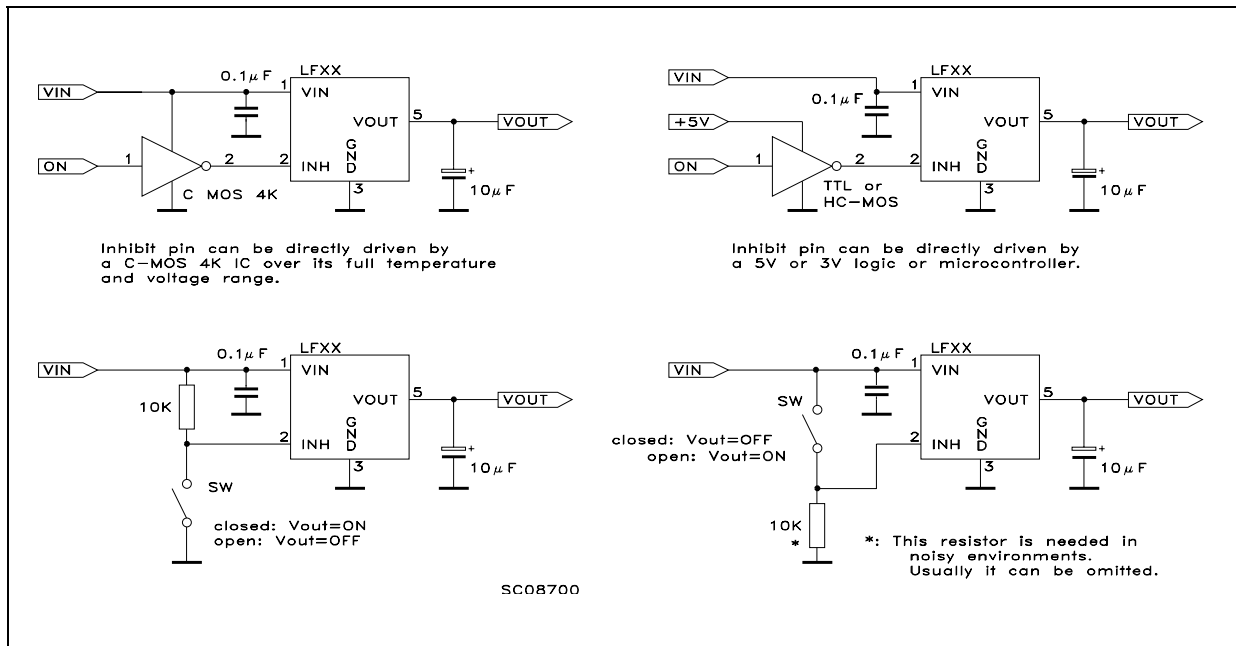 LFXX
0.1μF
VIN
1
VIN
5
VOUT
VOUT
ON
1
2
2
INH
GND
3
C MOS 4K
+
10μF
Inhibit pin can be directly driven by
a C-MOS 4K IC over its full temperature
and voltage range.
LFXX
VIN
1
VIN
0.1μF
+5V
5
VOUT
VOUT
ON
1
2
2
INH
GND
3
TTL or
HC-MOS
+
10μF
Inhibit pin can be directly driven by
a 5V or 3V logic or microcontroller.
LFXX
0.1μF
VIN
1
VIN
10K
5
VOUT
VOUT
2
INH
GND
3
+
10μF
SW
closed: Vout=ON
open: Vout=OFF
LFXX
0.1μF
VIN
1
VIN
SW
5
VOUT
VOUT
closed: Vout=OFF
open: Vout=ON
2
INH
GND
3
+
10μF
10K
*
*: This resistor is needed in
noisy environments.
Usually it can be omitted.
SC08700